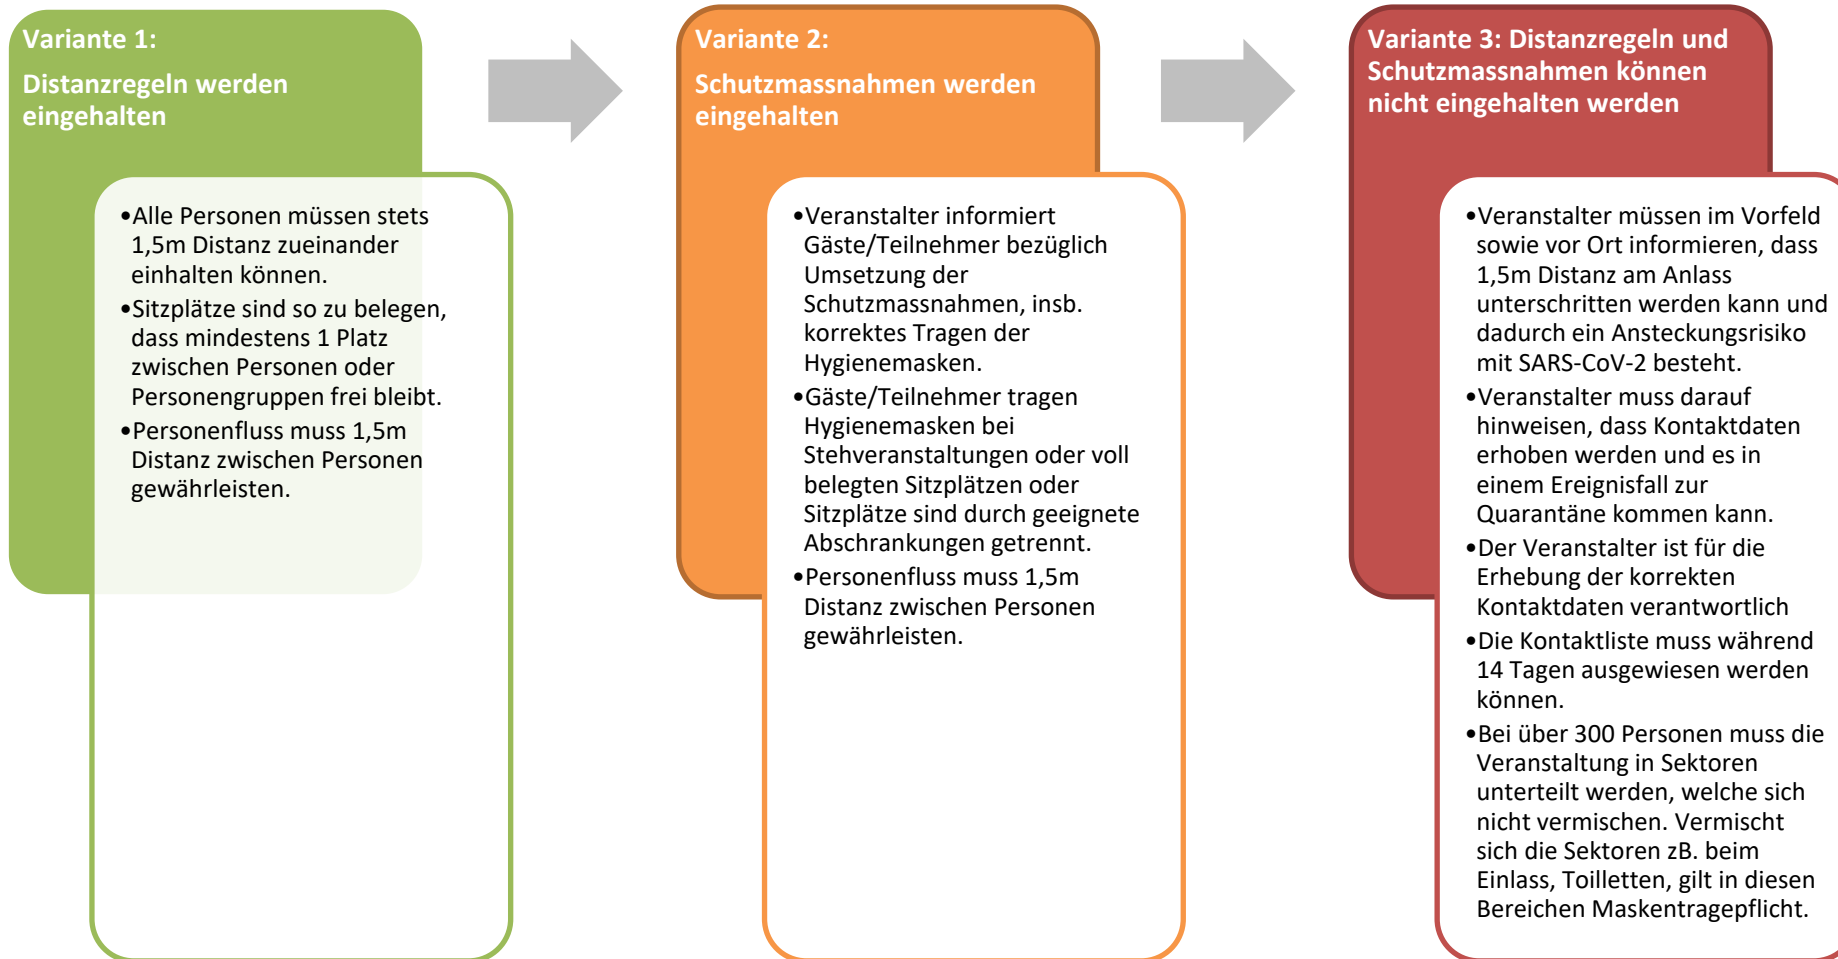 Variante 1:
Distanzregeln werden
eingehalten
•Alle Personen müssen stets
1,5m Distanz zueinander
einhalten können.
•Sitzplätze sind so zu belegen,
dass mindestens 1 Platz
zwischen Personen oder
Personengruppen frei bleibt.
•Personenfluss muss 1,5m
Distanz zwischen Personen
gewährleisten.
Variante 2:
Schutzmassnahmen werden
eingehalten
•Veranstalter informiert
Gäste/Teilnehmer bezüglich
Umsetzung der
Schutzmassnahmen, insb.
korrektes Tragen der
Hygienemasken.
•Gäste/Teilnehmer tragen
Hygienemasken bei
Stehveranstaltungen oder voll
belegten Sitzplätzen oder
Sitzplätze sind durch geeignete
Abschrankungen getrennt.
•Personenfluss muss 1,5m
Distanz zwischen Personen
gewährleisten.
Variante 3: Distanzregeln und
Schutzmassnahmen können
nicht eingehalten werden
•Veranstalter müssen im Vorfeld
sowie vor Ort informieren, dass
1,5m Distanz am Anlass
unterschritten werden kann und
dadurch ein Ansteckungsrisiko
mit SARS-CoV-2 besteht.
•Veranstalter muss darauf
hinweisen, dass Kontaktdaten
erhoben werden und es in
einem Ereignisfall zur
Quarantäne kommen kann.
•Der Veranstalter ist für die
Erhebung der korrekten
Kontaktdaten verantwortlich
•Die Kontaktliste muss während
14 Tagen ausgewiesen werden
können.
•Bei über 300 Personen muss die
Veranstaltung in Sektoren
unterteilt werden, welche sich
nicht vermischen. Vermischt
sich die Sektoren zB. beim
Einlass, Toilletten, gilt in diesen
Bereichen Maskentragepflicht.